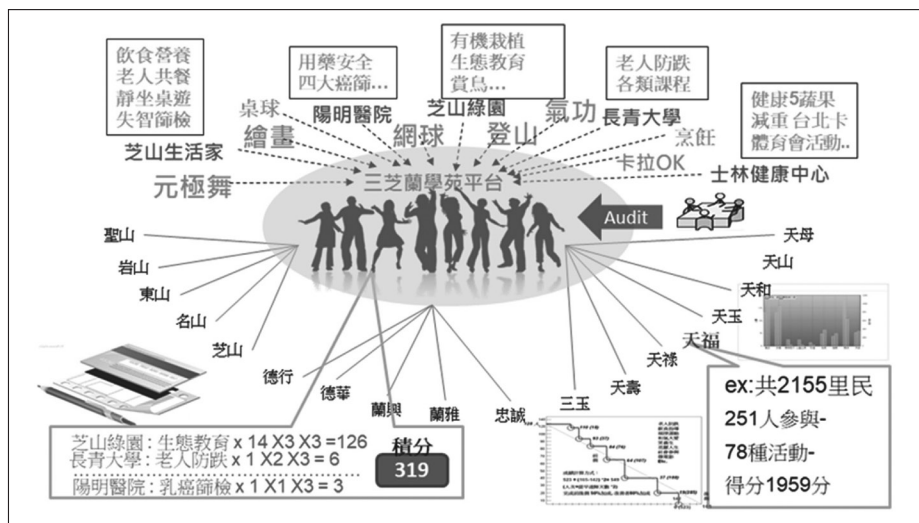 飲食營養
老人共餐
靜坐桌遊
失智篩檢
用藥安全
四大癌篩…
有機栽植
生態教育
賞鳥…
老人防跌
各類課程
健康5蔬果
減重 台北卡
體育會活動..
桌球
繪畫
陽明醫院
網球
芝山綠園
登山
氣功
長青大學
烹飪
卡拉OK
芝山生活家
元極舞
三芝蘭學苑平台
士林健康中心
Audit
聖山
岩山
東山
名山
芝山
德行
德華
蘭興
蘭雅
忠誠
三玉
天壽
天祿
天福
天玉
天和
天山
天母
芝山綠園：生態教育 x 14 X3 X3 =126
長青大學：老人防跌 x 1 X2 X3 = 6
陽明醫院：乳癌篩檢 x 1 X1 X3 = 3
積分
319
ex:共2155里民
251人參與-
78種活動-
得分1959分